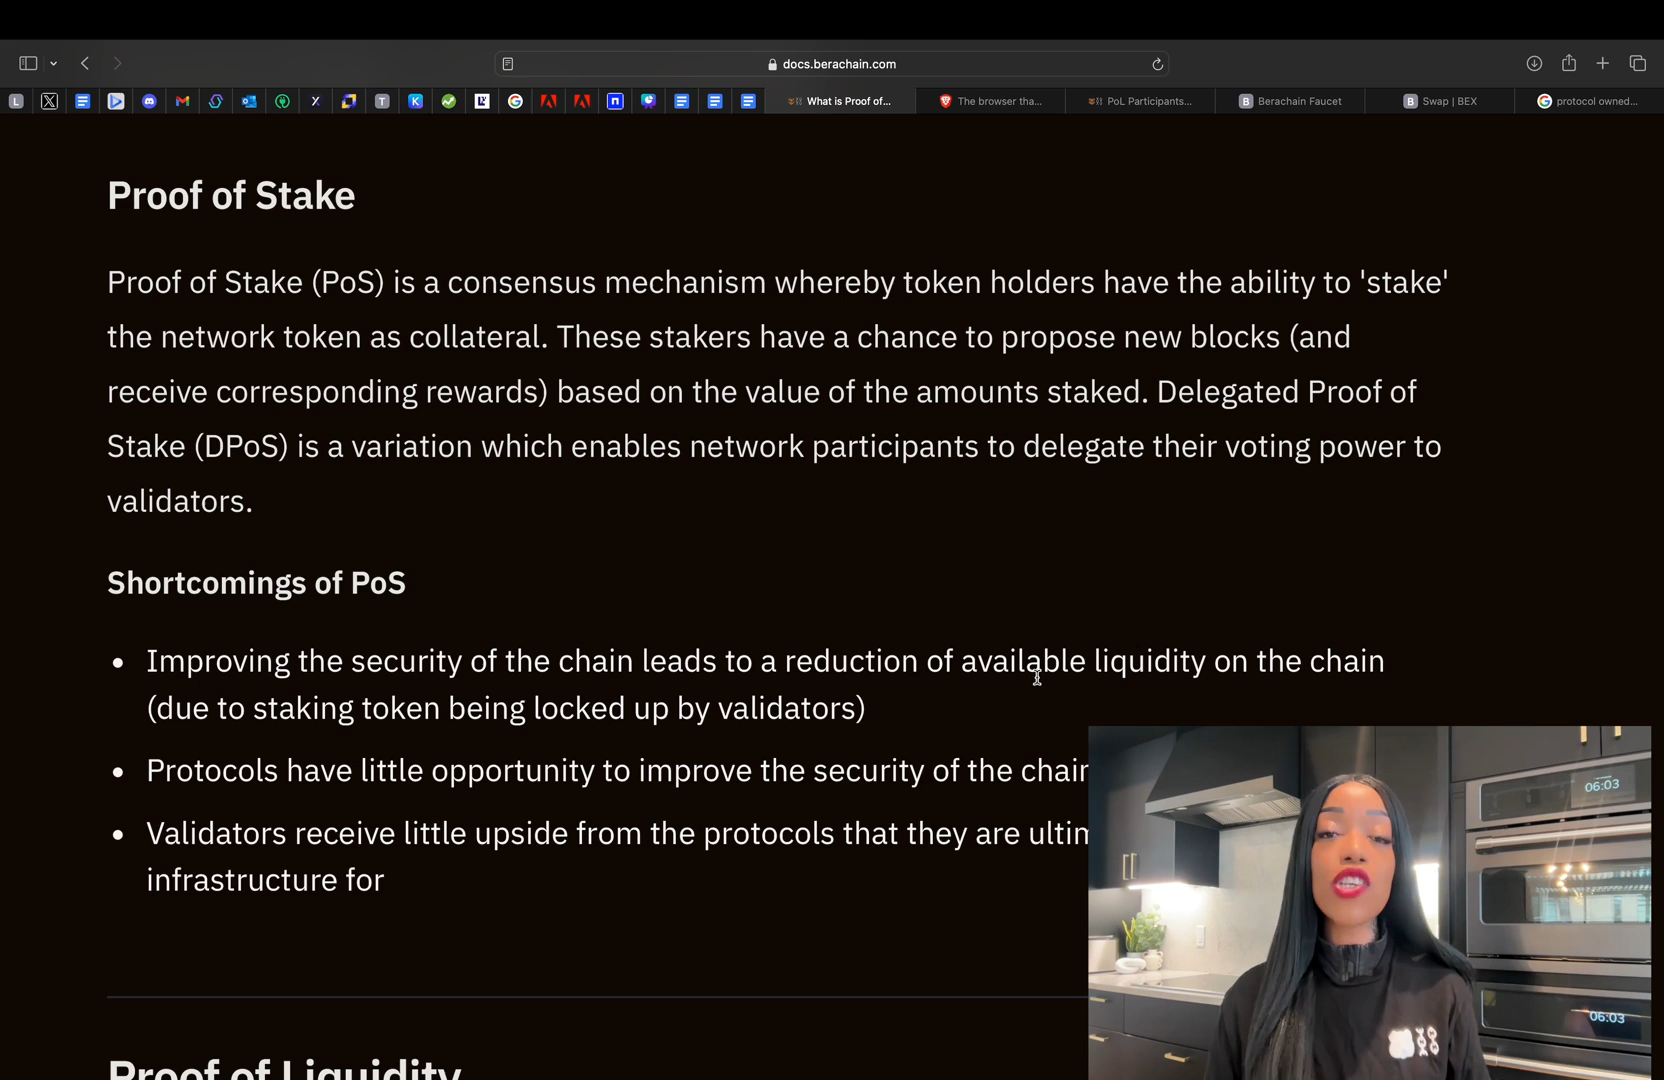 docs.berachain.com
What is Proof of...
The browser tha...
PoL Participants...
Berachain Faucet
Swap | BEX
protocol owned...
Proof of Stake
Proof of Stake (PoS) is a consensus mechanism whereby token holders have the ability to 'stake'
the network token as collateral. These stakers have a chance to propose new blocks (and
receive corresponding rewards) based on the value of the amounts staked. Delegated Proof of
Stake (DPoS) is a variation which enables network participants to delegate their voting power to
validators.
Shortcomings of PoS
Improving the security of the chain leads to a reduction of available liquidity on the chain
(due to staking token being locked up by validators)
Protocols have little opportunity to improve the security of the chain
Validators receive little upside from the protocols that they are ultim
infrastructure for
06:03
06:03
Proof of Liquidity